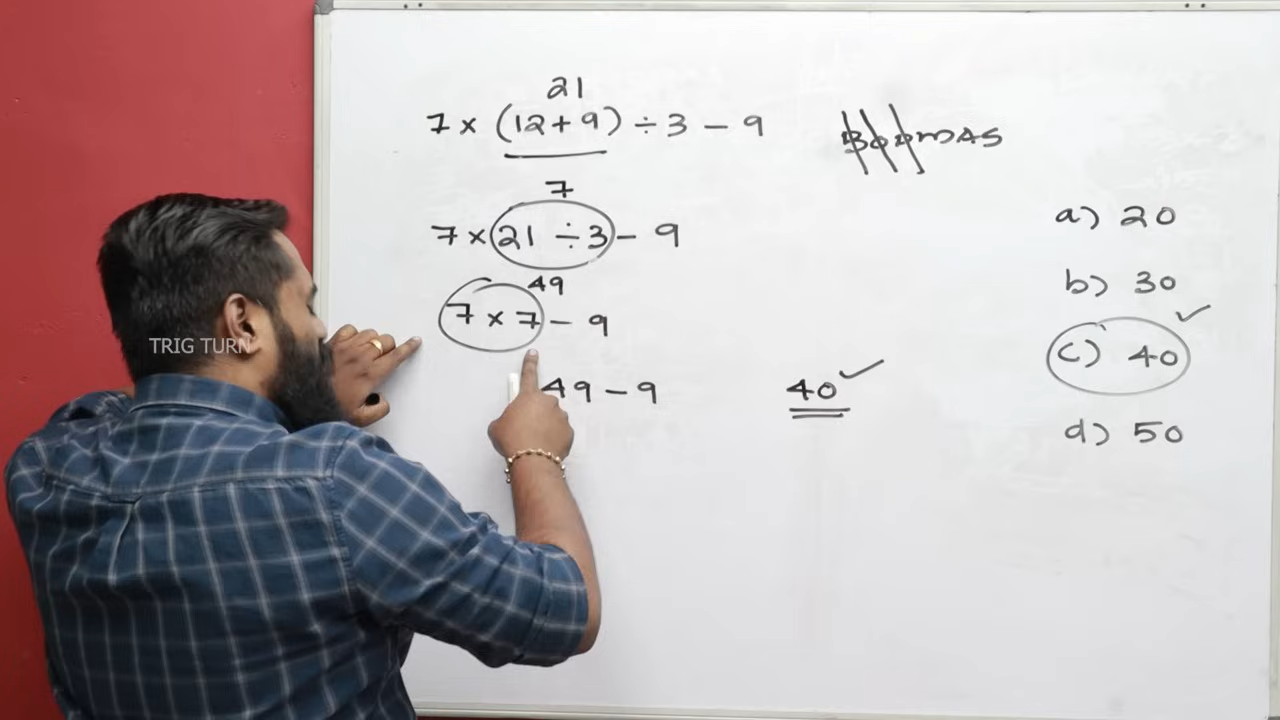 21
7 × (12 + 9) ÷ 3 − 9
BODMAS
7
7 × 21 ÷ 3 − 9
49
7 × 7 − 9
49 − 9
40 ✓
a) 20
b) 30
c) 40 ✓
d) 50
TRIG TURN